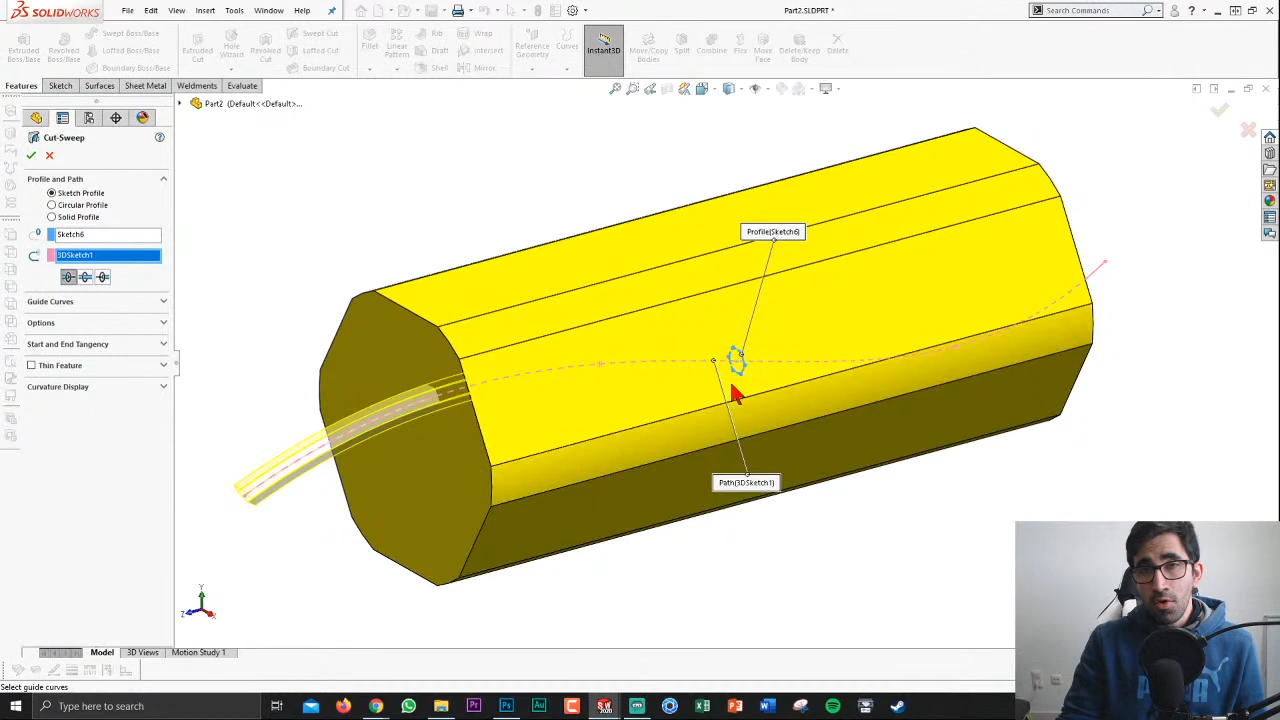 SOLIDWORKS File Edit View Insert Tools Window Help Part2.SLDPRT * Search Commands
Extruded Boss/Base Revolved Boss/Base Swept Boss/Base Lofted Boss/Base Boundary Boss/Base Extruded Cut Hole Wizard Revolved Cut Swept Cut Lofted Cut Boundary Cut Fillet Linear Pattern Rib Draft Shell Wrap Intersect Mirror Reference Geometry Curves Instant3D Move/Copy Bodies Split Combine Flex Move Face Delete/Keep Body Delete
Features Sketch Surfaces Sheet Metal Weldments Evaluate
Part2 (Default<<Default>...
Cut-Sweep
Profile and Path
Sketch Profile
Circular Profile
Solid Profile
Sketch6
3DSketch1
Guide Curves
Options
Start and End Tangency
Thin Feature
Curvature Display
Profile(Sketch6)
Path(3DSketch1)
Y
Z X
Model 3D Views Motion Study 1
Select guide curves
Type here to search